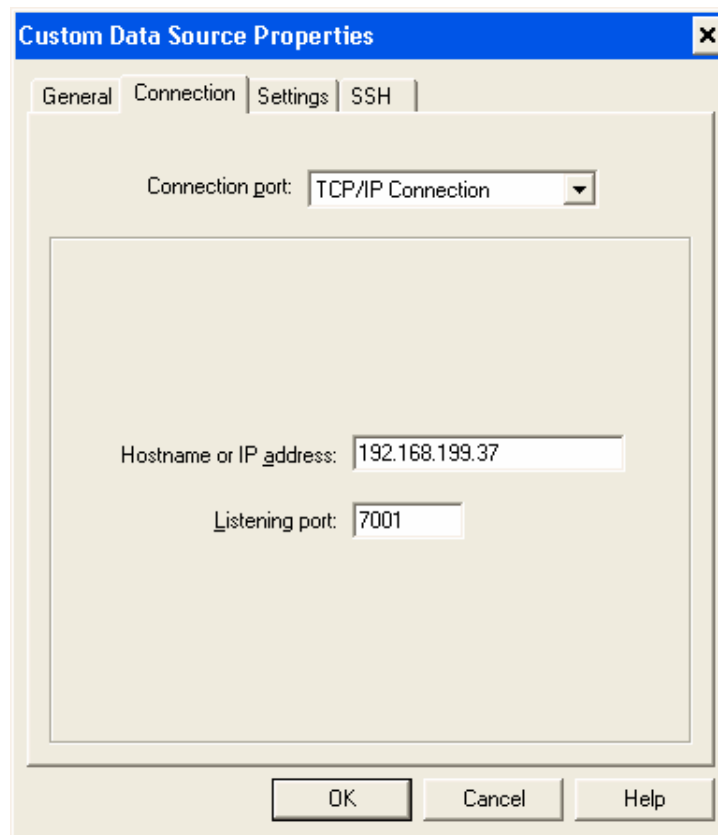 Custom Data Source Properties
General Connection Settings SSH
Connection port: TCP/IP Connection
Hostname or IP address: 192.168.199.37
Listening port: 7001
OK Cancel Help